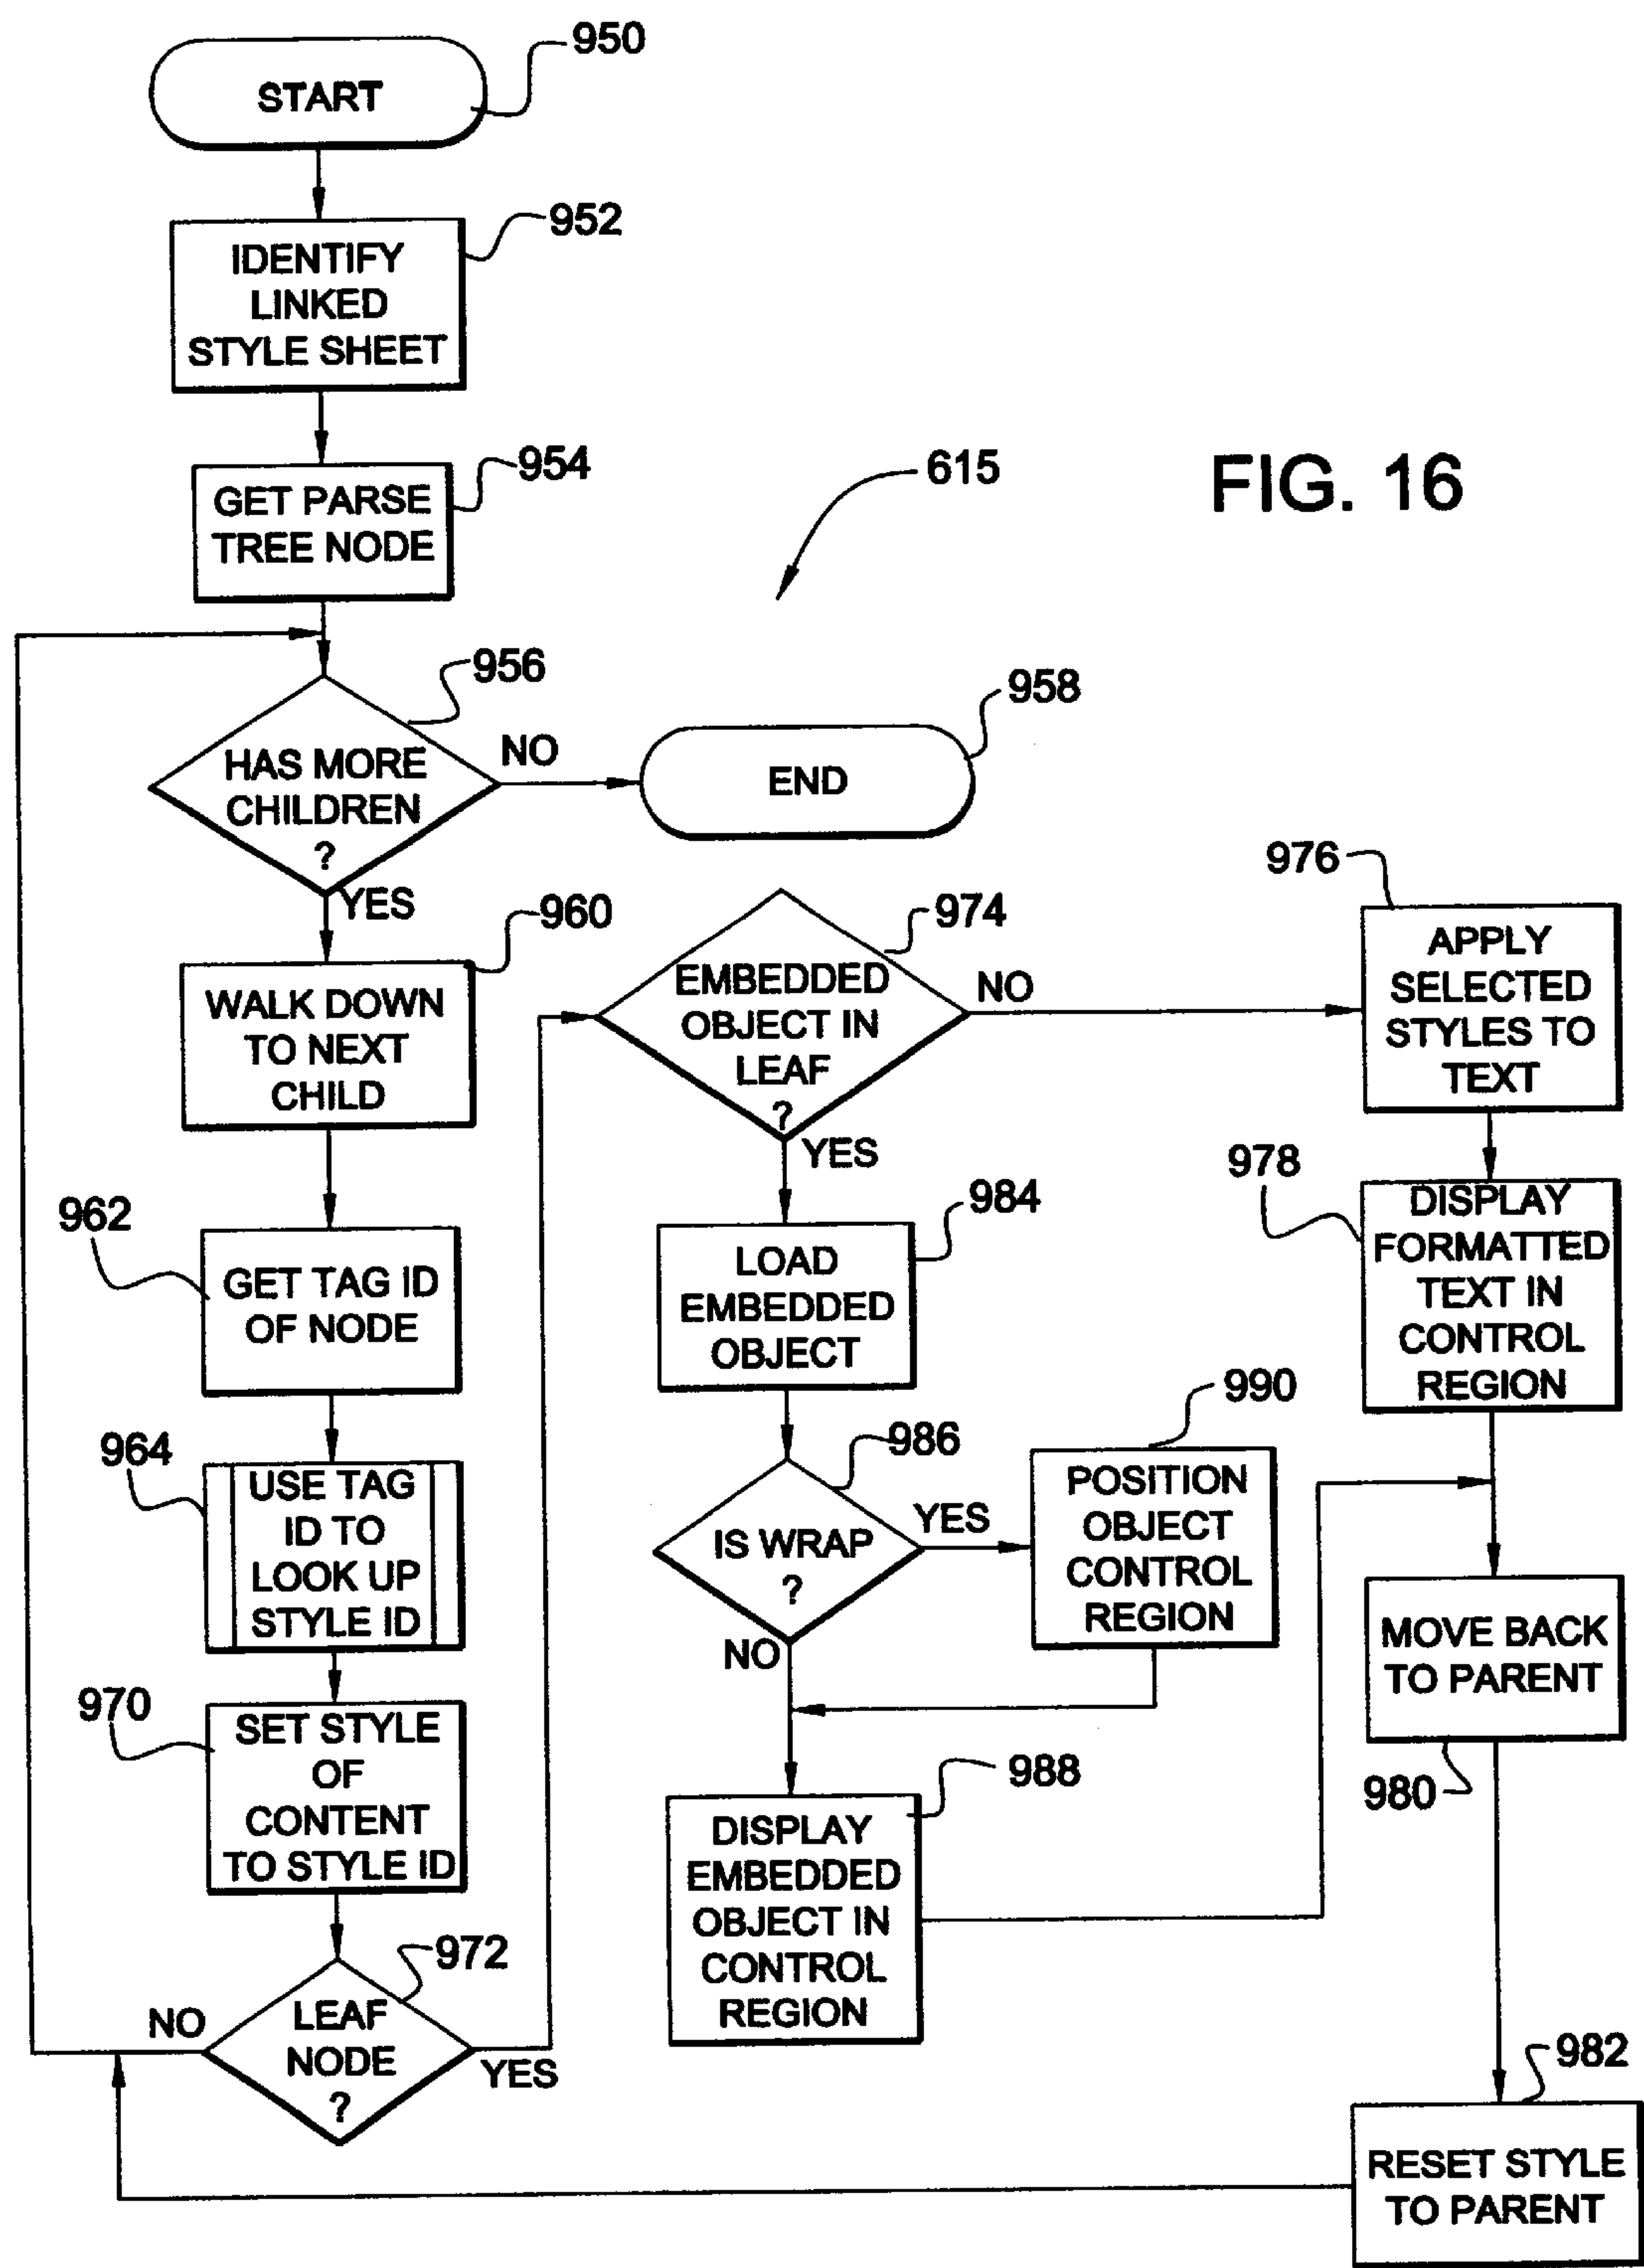 950
START
952
IDENTIFY
LINKED
STYLE SHEET
954
GET PARSE
TREE NODE
615
FIG. 16
956
HAS MORE
CHILDREN
?
NO
YES
958
END
960
WALK DOWN
TO NEXT
CHILD
962
GET TAG ID
OF NODE
964
USE TAG
ID TO
LOOK UP
STYLE ID
970
SET STYLE
OF
CONTENT
TO STYLE ID
972
LEAF
NODE
?
NO
YES
974
EMBEDDED
OBJECT IN
LEAF
?
NO
YES
984
LOAD
EMBEDDED
OBJECT
986
IS WRAP
?
YES
NO
990
POSITION
OBJECT
CONTROL
REGION
988
DISPLAY
EMBEDDED
OBJECT IN
CONTROL
REGION
976
APPLY
SELECTED
STYLES TO
TEXT
978
DISPLAY
FORMATTED
TEXT IN
CONTROL
REGION
MOVE BACK
TO PARENT
980
982
RESET STYLE
TO PARENT